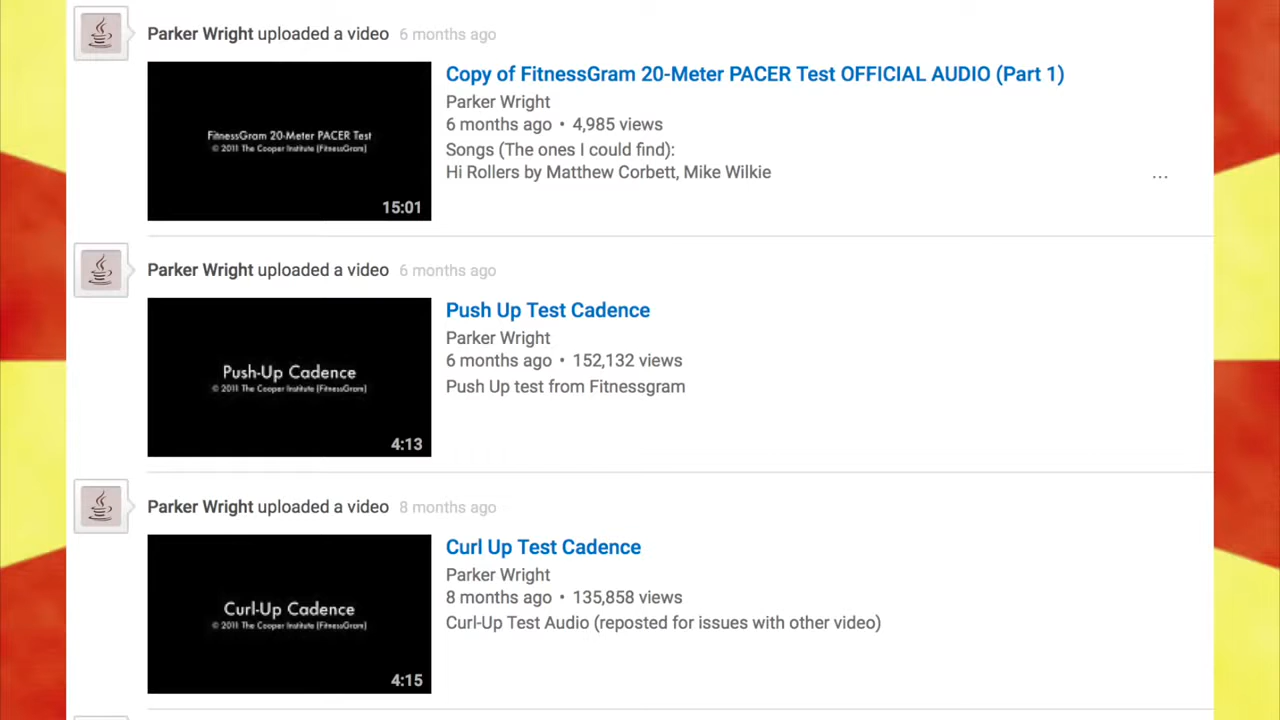 Parker Wright uploaded a video 6 months ago
FitnessGram 20-Meter PACER Test
© 2011 The Cooper Institute (FitnessGram)
15:01
Copy of FitnessGram 20-Meter PACER Test OFFICIAL AUDIO (Part 1)
Parker Wright
6 months ago • 4,985 views
Songs (The ones I could find):
Hi Rollers by Matthew Corbett, Mike Wilkie
...
Parker Wright uploaded a video 6 months ago
Push-Up Cadence
© 2011 The Cooper Institute (FitnessGram)
4:13
Push Up Test Cadence
Parker Wright
6 months ago • 152,132 views
Push Up test from Fitnessgram
Parker Wright uploaded a video 8 months ago
Curl-Up Cadence
© 2011 The Cooper Institute (FitnessGram)
4:15
Curl Up Test Cadence
Parker Wright
8 months ago • 135,858 views
Curl-Up Test Audio (reposted for issues with other video)